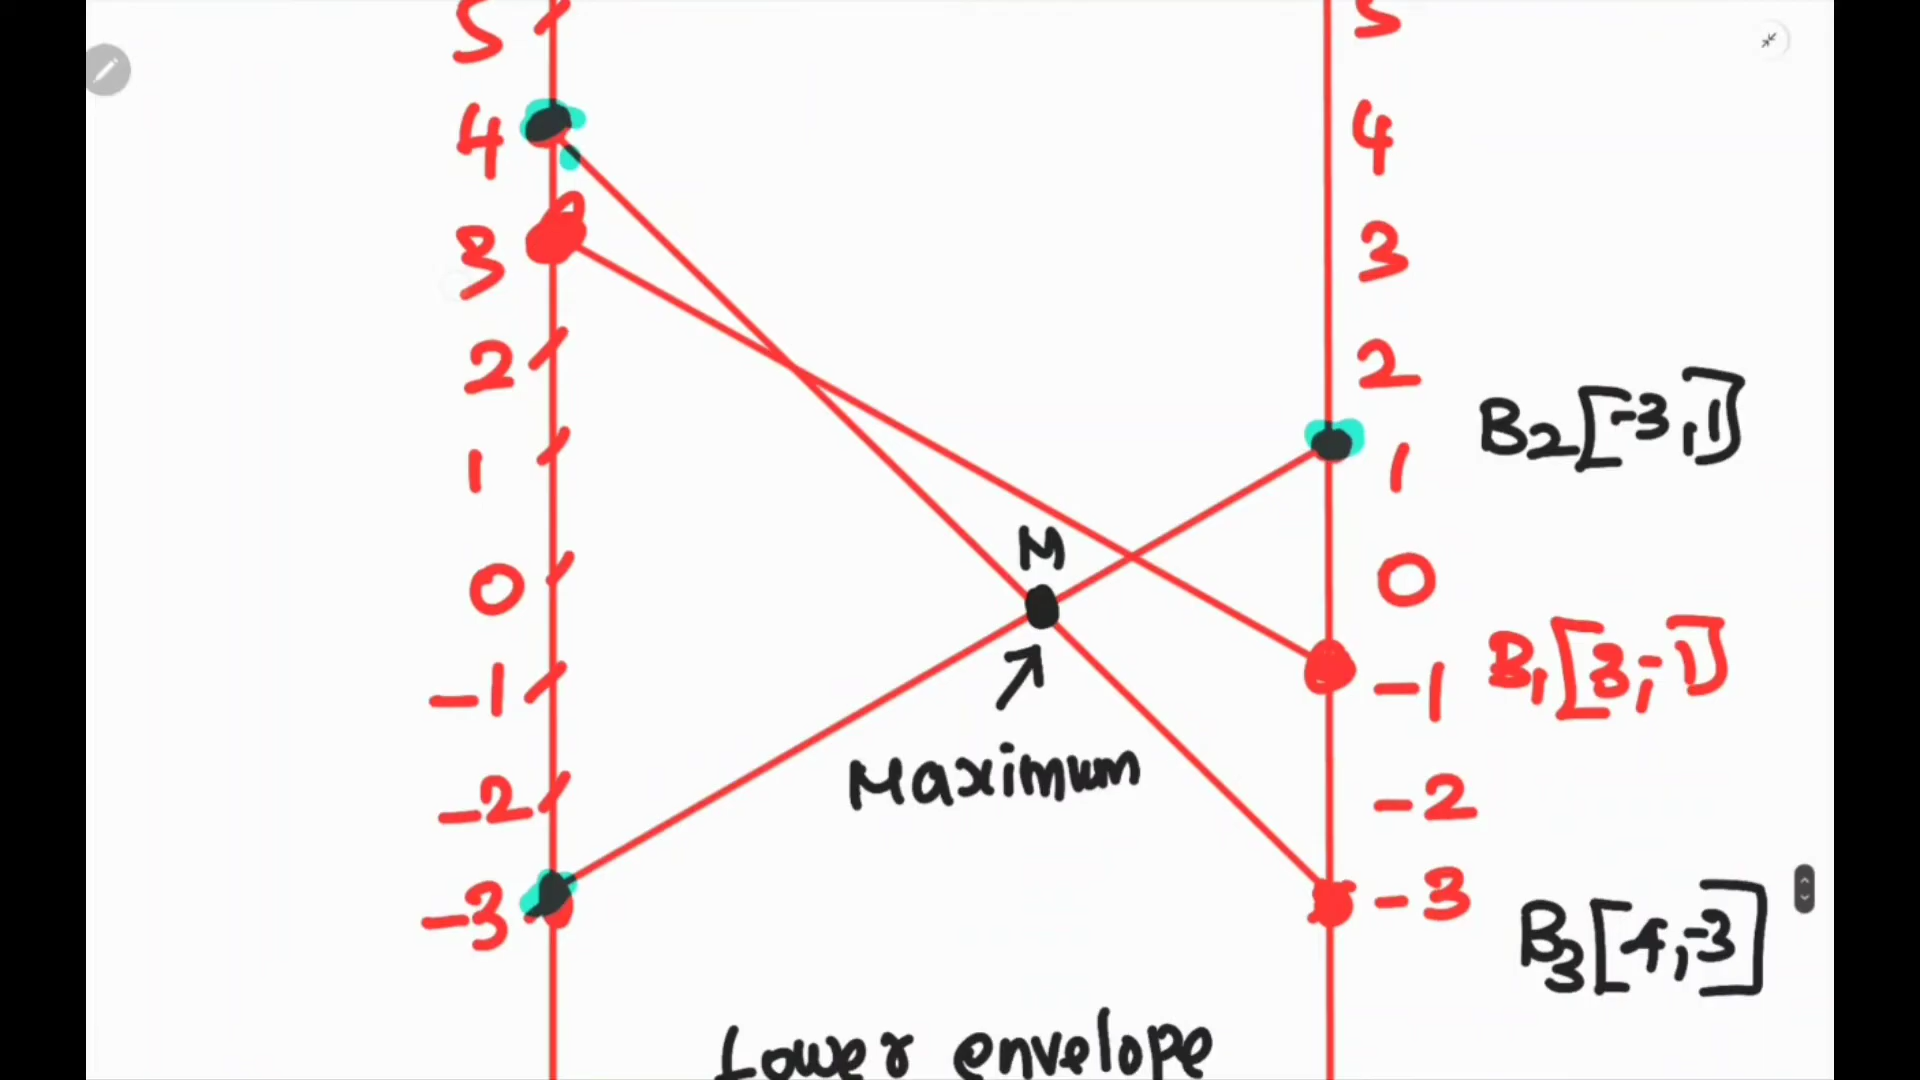 5 5
4 4
3 3
2 2
B2[-3,1]
1 1
M
0 0
-1 -1 B1[3,-1]
Maximum
-2 -2
-3 -3
B3[4,-3]
Lower envelope